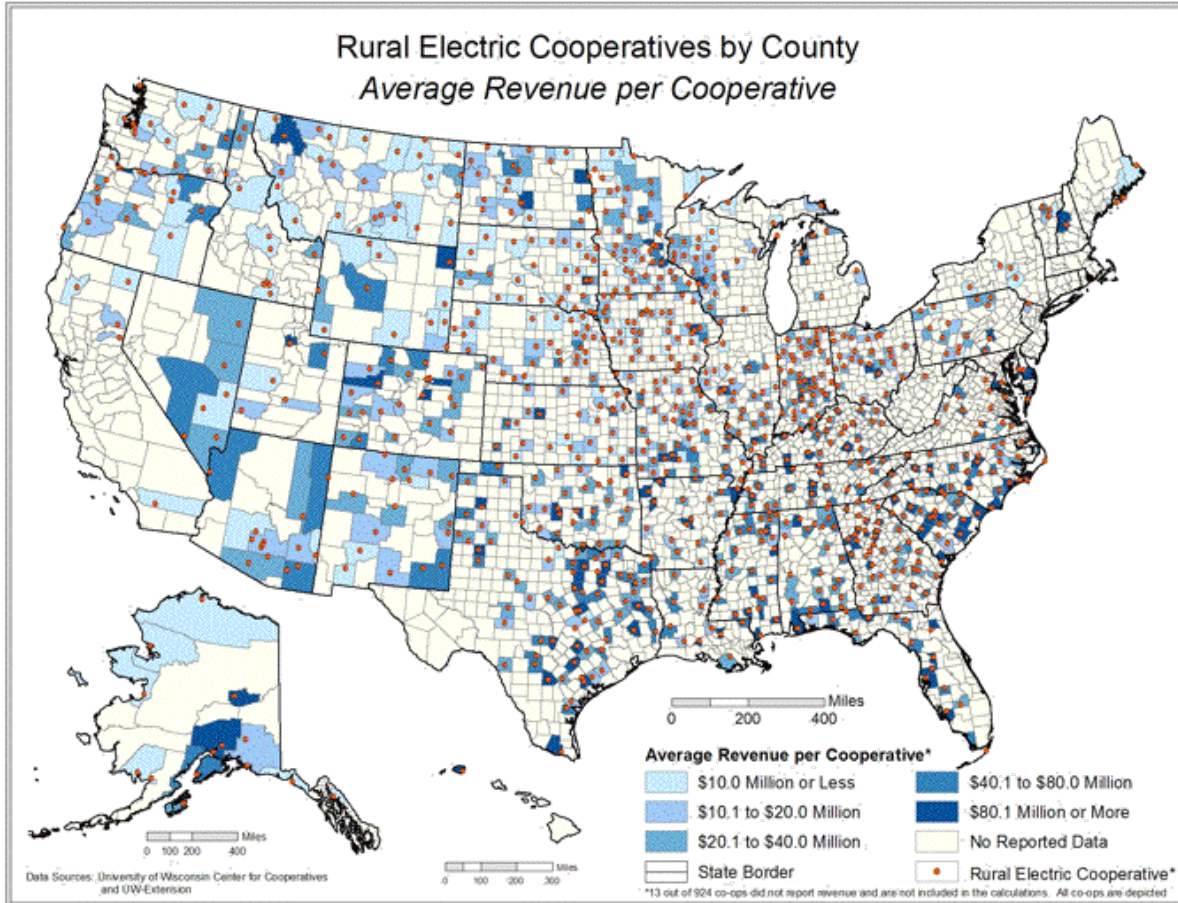 Rural Electric Cooperatives by County
Average Revenue per Cooperative
Miles
0 200 400
Average Revenue per Cooperative*
$10.0 Million or Less
$40.1 to $80.0 Million
$10.1 to $20.0 Million
$80.1 Million or More
$20.1 to $40.0 Million
No Reported Data
State Border
Rural Electric Cooperative*
Miles
0 100 200 400
Miles
0 50 100 200 300
Data Sources: University of Wisconsin Center for Cooperatives
and UW-Extension
*13 out of 924 co-ops did not report revenue and are not included in the calculations. All co-ops are depicted